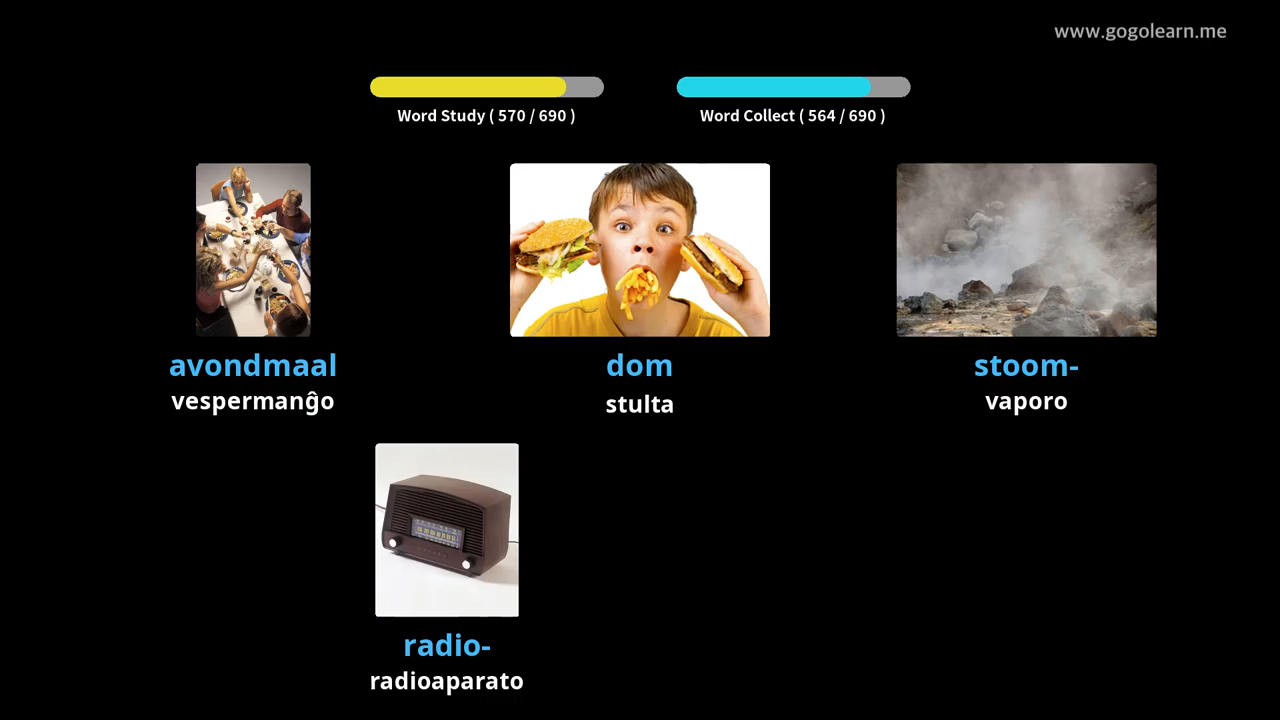 www.gogolearn.me
Word Study ( 570 / 690 )
Word Collect ( 564 / 690 )
avondmaal
vespermanĝo
dom
stulta
stoom-
vaporo
radio-
radioaparato